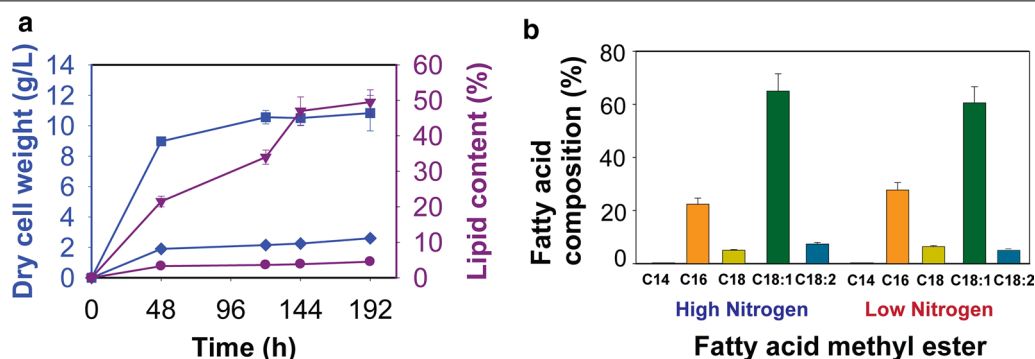 a
Dry cell weight (g/L)
14
12
10
8
6
4
2
0
60
50
40
30
20
10
0
Lipid content (%)
0 48 96 144 192
Time (h)
b
Fatty acid
composition (%)
80
60
40
20
0
C14 C16 C18 C18:1 C18:2 C14 C16 C18 C18:1 C18:2
High Nitrogen Low Nitrogen
Fatty acid methyl ester